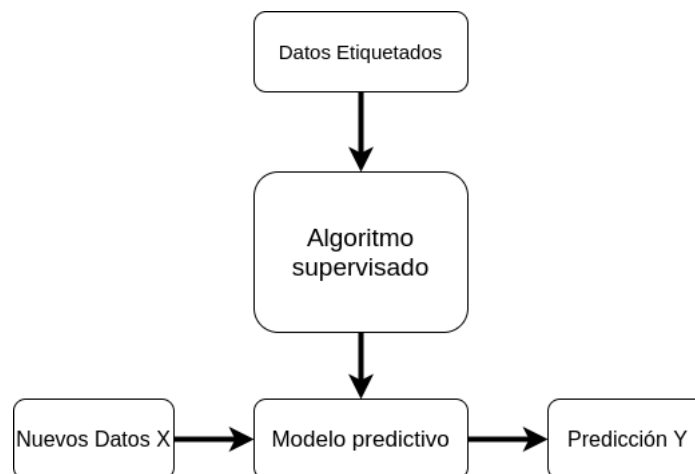 Datos Etiquetados
Algoritmo
supervisado
Nuevos Datos X
Modelo predictivo
Predicción Y